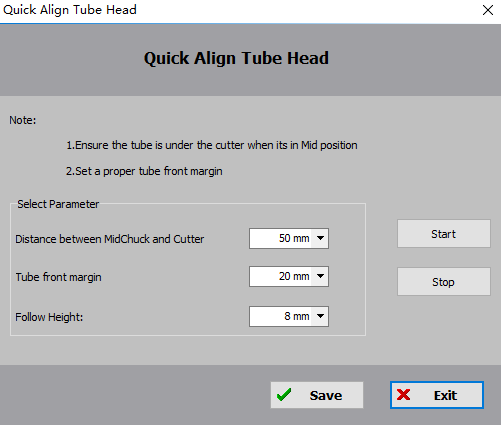 Quick Align Tube Head
Quick Align Tube Head
Note:
1.Ensure the tube is under the cutter when its in Mid position
2.Set a proper tube front margin
Select Parameter
Distance between MidChuck and Cutter 50 mm
Start
Tube front margin 20 mm
Stop
Follow Height: 8 mm
Save Exit